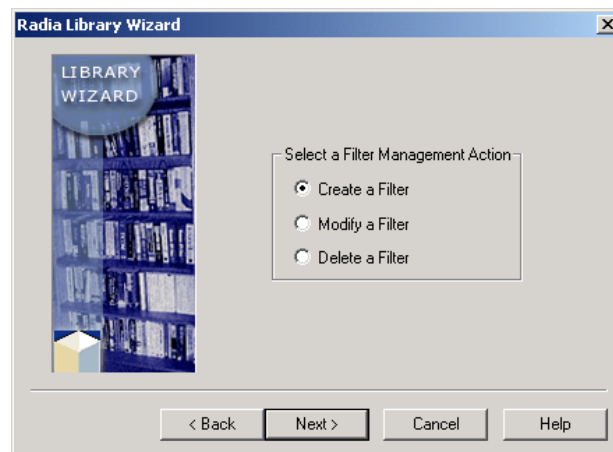 Radia Library Wizard
LIBRARY
WIZARD
Select a Filter Management Action
Create a Filter
Modify a Filter
Delete a Filter
< Back
Next >
Cancel
Help